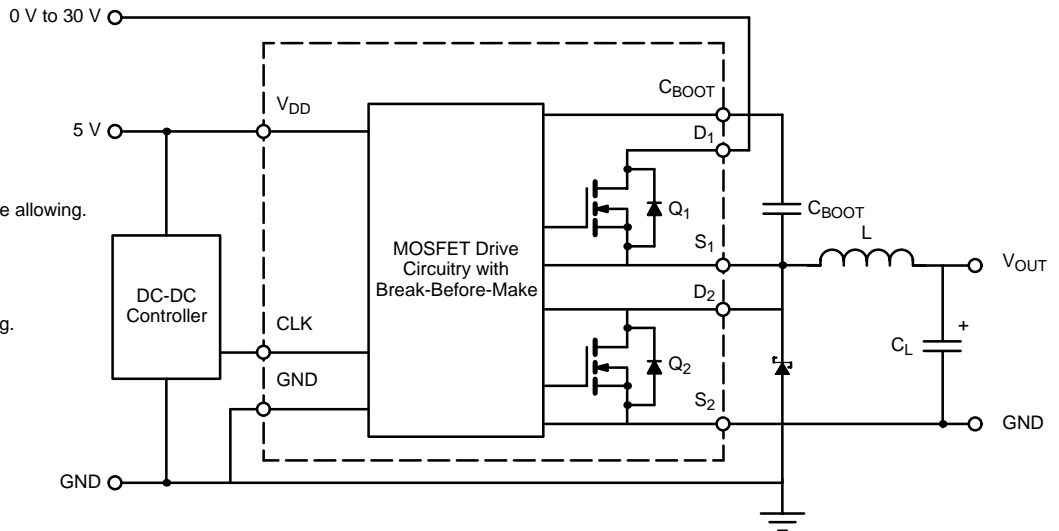 0 V to 30 V
C_BOOT
V_DD
D_1
5 V
e allowing.
Q_1
C_BOOT
L
S_1
V_OUT
MOSFET Drive
Circuitry with
Break-Before-Make
DC-DC
Controller
D_2
g.
CLK
C_L
+
Q_2
GND
S_2
GND
GND